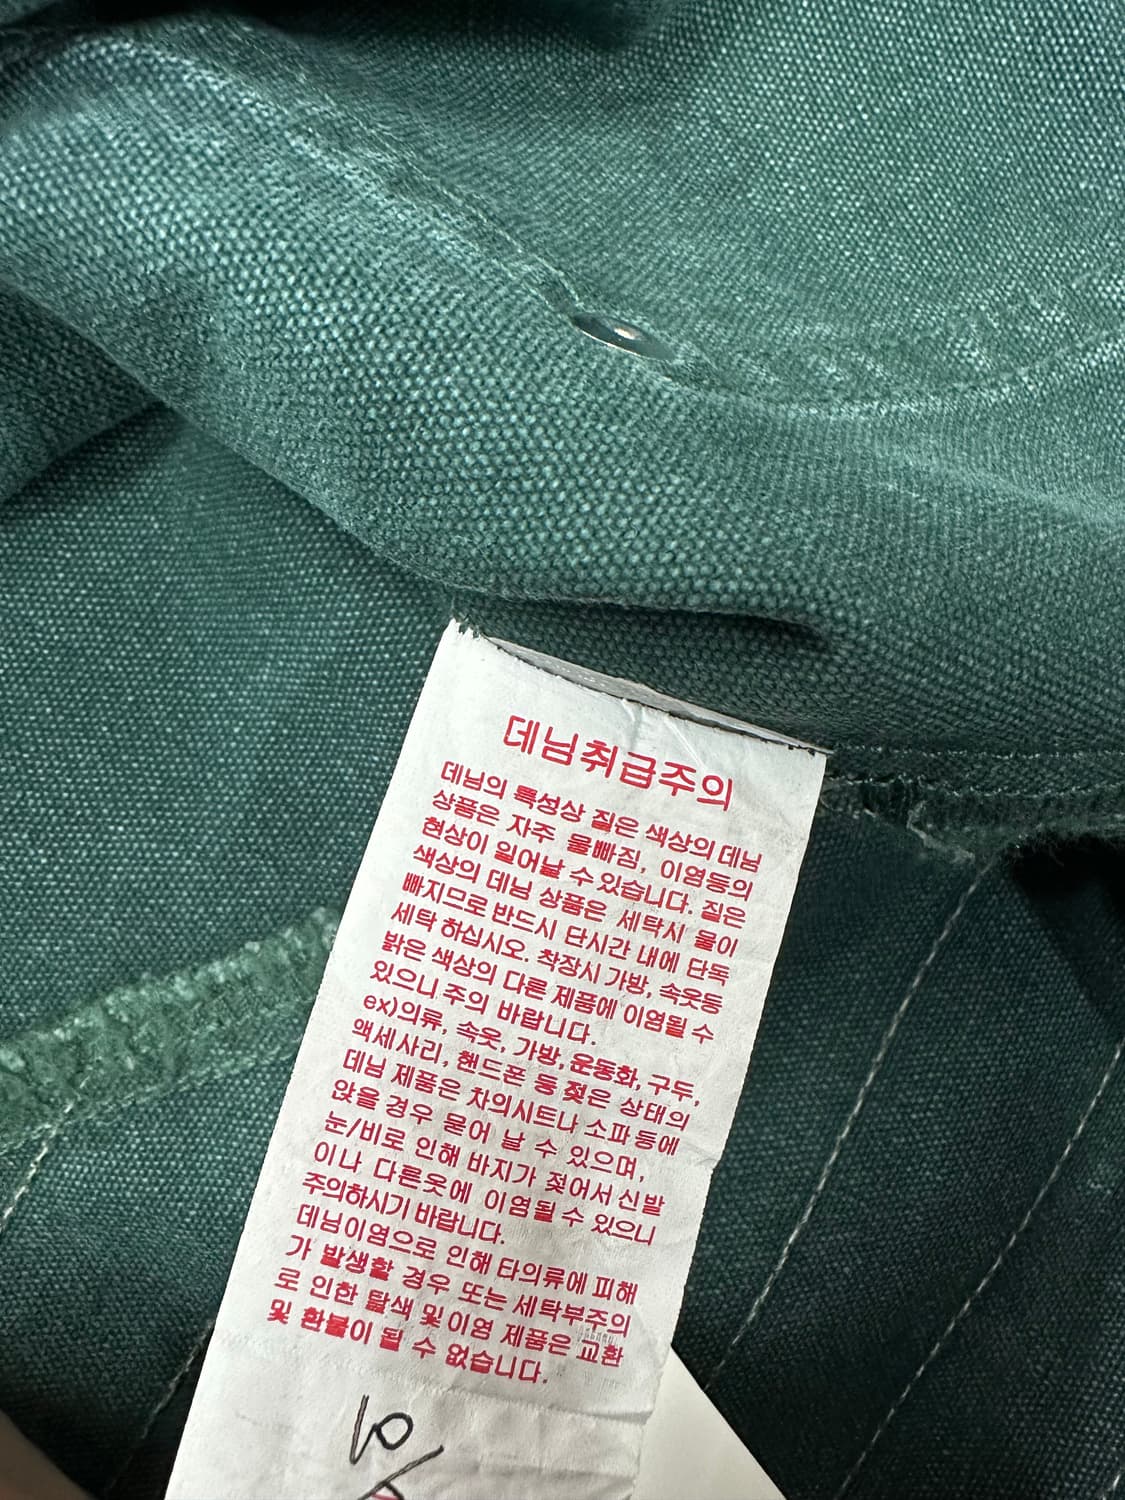 데님취급주의
데님의 특성상 짙은 색상의 데님
상품은 자주 물빠짐, 이염등의
현상이 일어날 수 있습니다. 짙은
색상의 데님 상품은 세탁시 물이
빠지므로 반드시 단시간 내에 단독
세탁 하십시오. 착장시 가방, 속옷등
밝은 색상의 다른 제품에 이염될 수
있으니 주의 바랍니다.
ex)의류, 속옷, 가방, 운동화, 구두,
액세사리, 핸드폰 등 젖은 상태의
데님 제품은 차의시트나 소파등에
앉을 경우 묻어 날 수 있으며,
눈/비로 인해 바지가 젖어서 신발
이나 다른옷에 이염될 수 있으니
주의하시기 바랍니다.
데님이염으로 인해 타의류에 피해
가 발생할 경우 또는 세탁부주의
로 인한 탈색 및 이염 제품은 교환
및 환불이 될 수 없습니다.